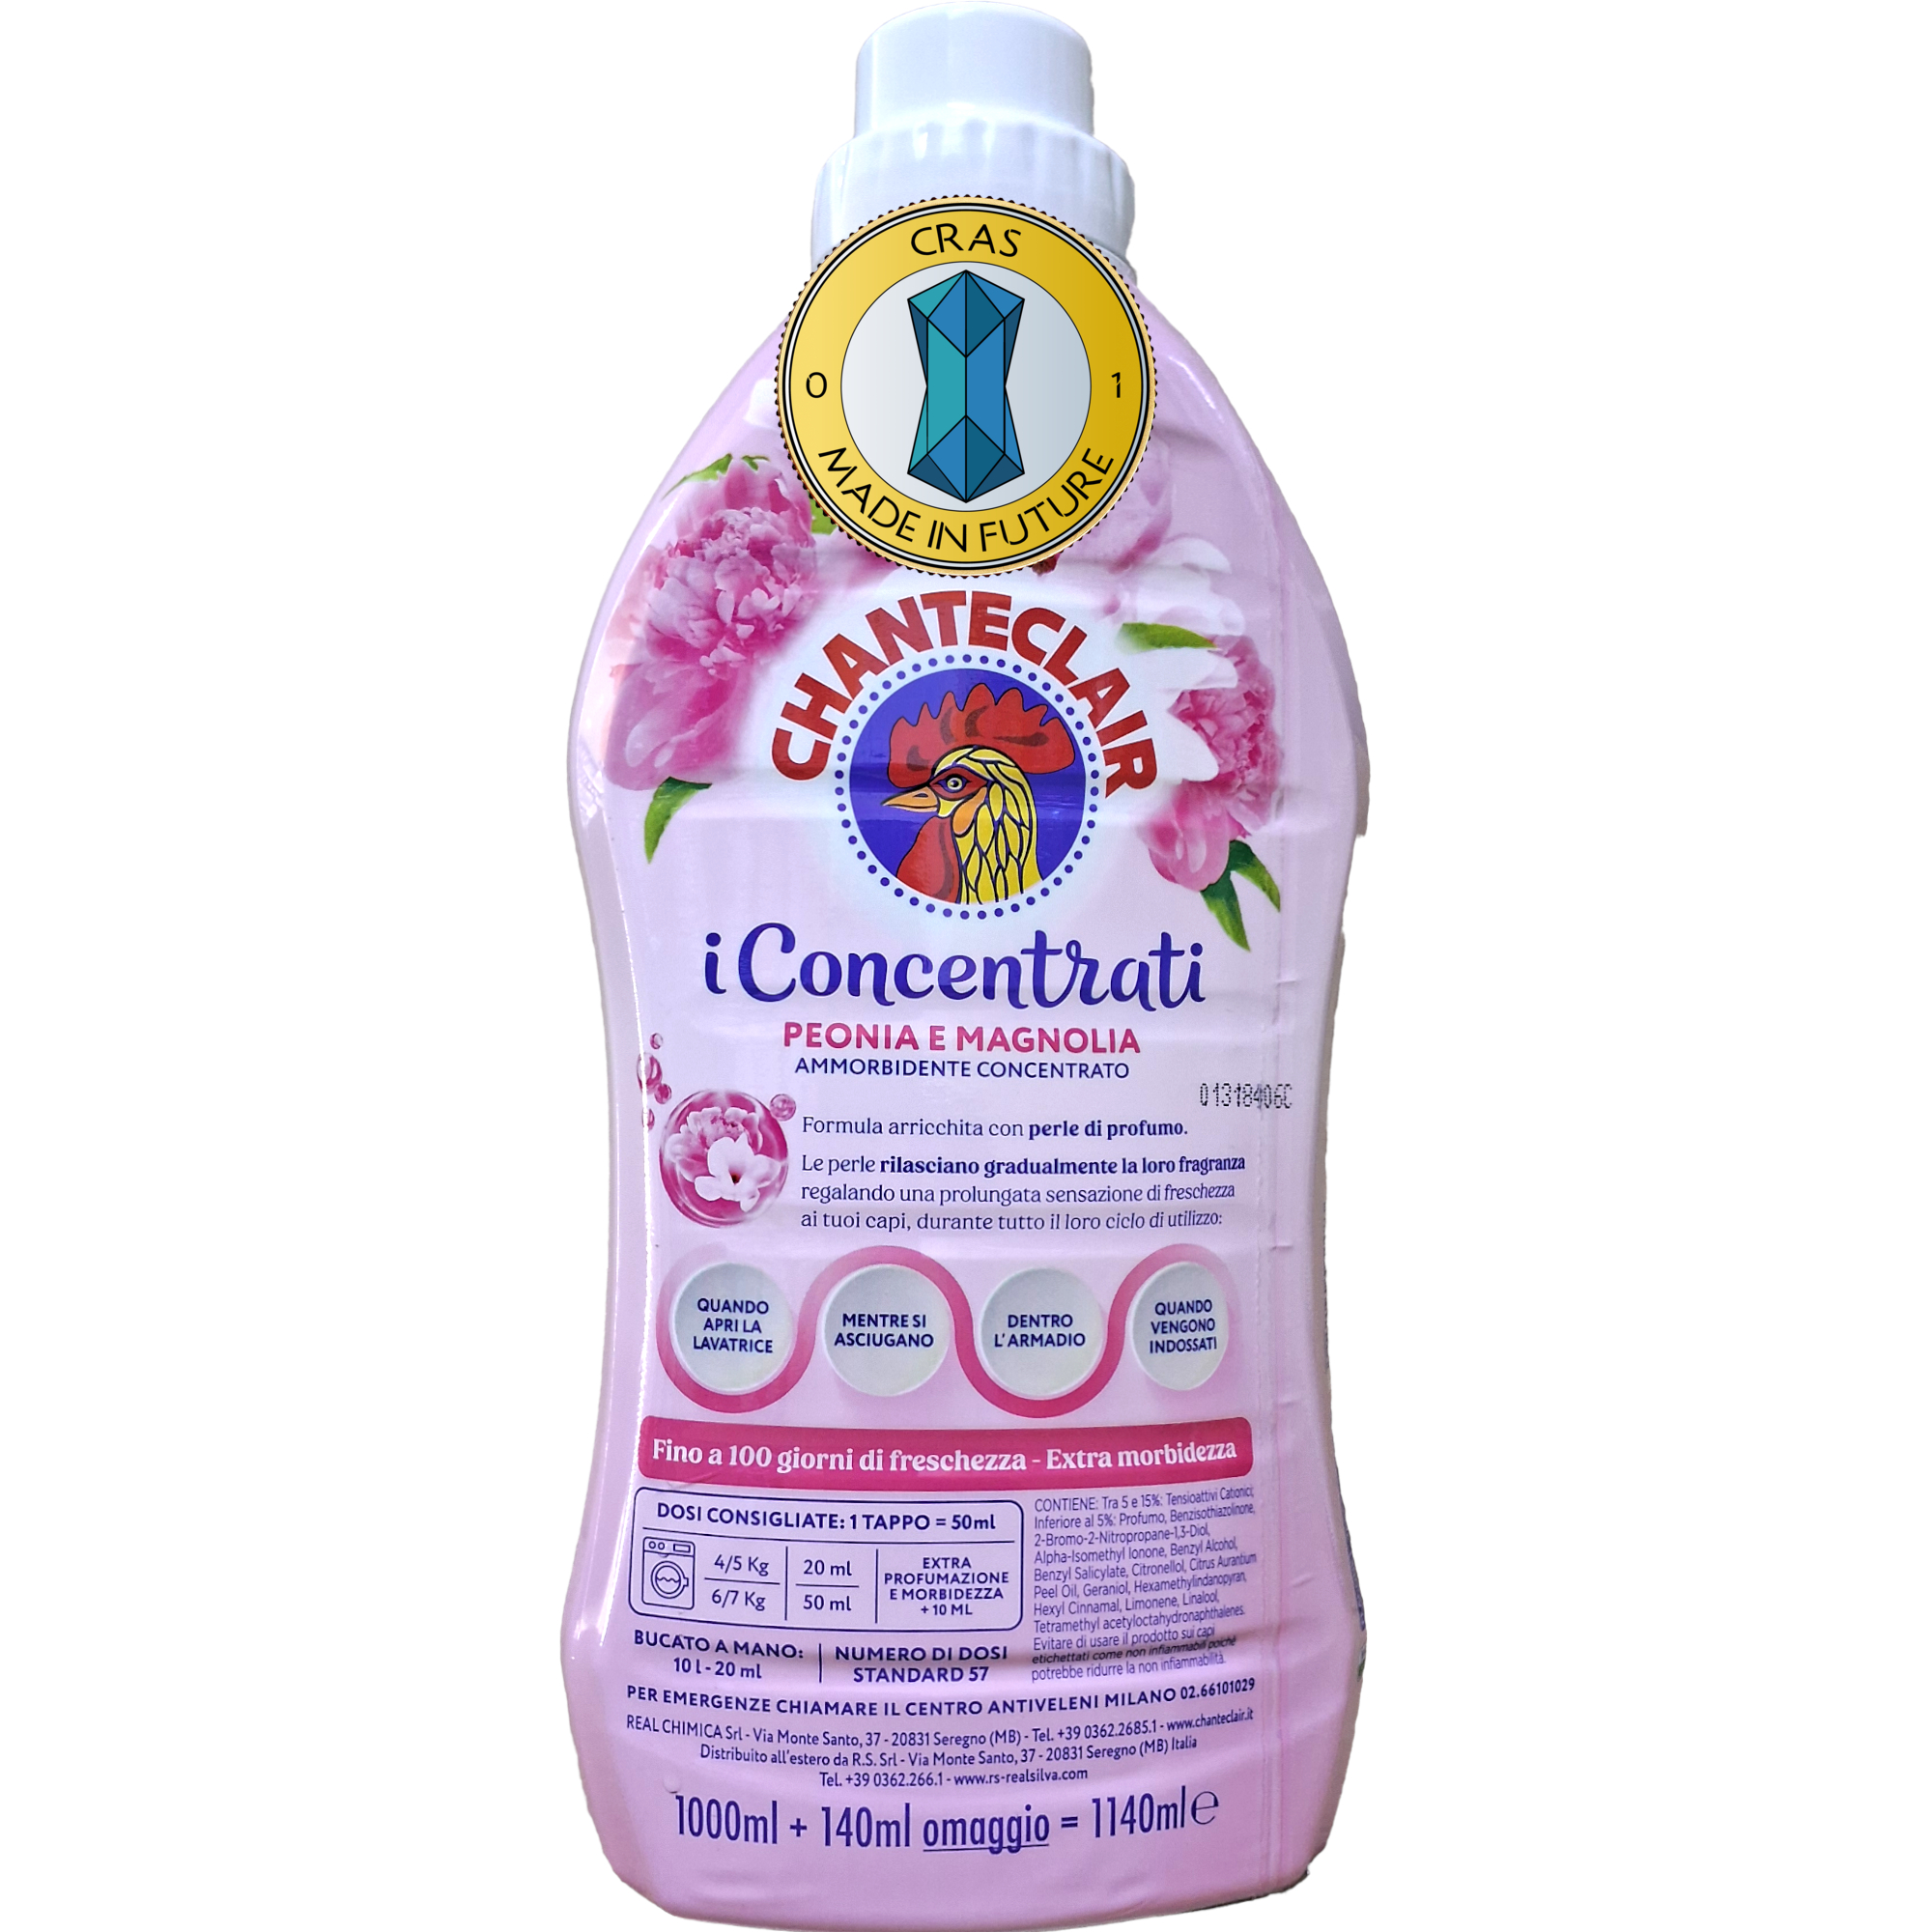 CRAS
0 1
MADE IN FUTURE
CHANTECLAIR
i Concentrati
PEONIA E MAGNOLIA
AMMORBIDENTE CONCENTRATO
01318406C
Formula arricchita con perle di profumo.
Le perle rilasciano gradualmente la loro fragranza
regalando una prolungata sensazione di freschezza
ai tuoi capi, durante tutto il loro ciclo di utilizzo:
QUANDO
APRI LA
LAVATRICE
MENTRE SI
ASCIUGANO
DENTRO
L'ARMADIO
QUANDO
VENGONO
INDOSSATI
Fino a 100 giorni di freschezza - Extra morbidezza
DOSI CONSIGLIATE: 1 TAPPO = 50ml
4/5 Kg 20 ml
6/7 Kg 50 ml
EXTRA
PROFUMAZIONE
E MORBIDEZZA
+ 10 ML
BUCATO A MANO:
10 l - 20 ml
NUMERO DI DOSI
STANDARD 57
CONTIENE: Tra 5 e 15%: Tensioattivi Cationici;
Inferiore al 5%: Profumo, Benzisothiazolinone,
2-Bromo-2-Nitropropane-1,3-Diol,
Alpha-Isomethyl Ionone, Benzyl Alcohol,
Benzyl Salicylate, Citronellol, Citrus Aurantium
Peel Oil, Geraniol, Hexamethylindanopyran,
Hexyl Cinnamal, Limonene, Linalool,
Tetramethyl acetyloctahydronaphthalenes.
Evitare di usare il prodotto sui capi
etichettati come non infiammabili poiché
potrebbe ridurre la non infiammabilità.
PER EMERGENZE CHIAMARE IL CENTRO ANTIVELENI MILANO 02.66101029
REAL CHIMICA Srl - Via Monte Santo, 37 - 20831 Seregno (MB) - Tel. +39 0362.2685.1 - www.chanteclair.it
Distribuito all'estero da R.S. Srl - Via Monte Santo, 37 - 20831 Seregno (MB) Italia
Tel. +39 0362.266.1 - www.rs-realsilva.com
1000ml + 140ml omaggio = 1140ml e